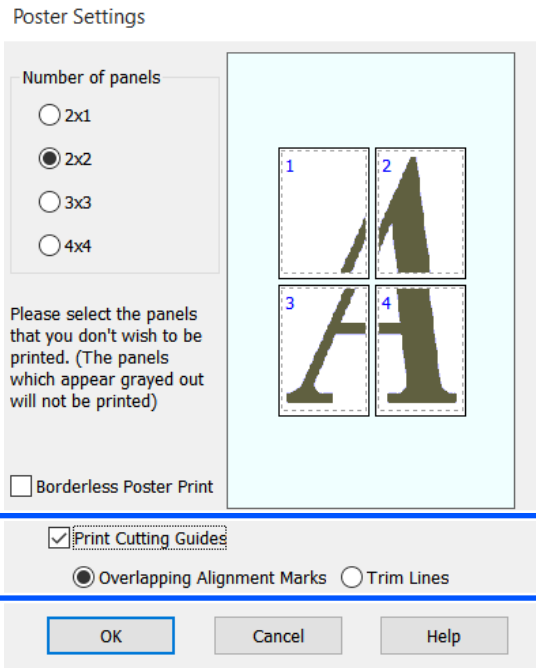 Poster Settings
Number of panels
2x1
2x2
3x3
4x4
1
2
3
4
Please select the panels
that you don't wish to be
printed. (The panels
which appear grayed out
will not be printed)
Borderless Poster Print
Print Cutting Guides
Overlapping Alignment Marks Trim Lines
OK Cancel Help